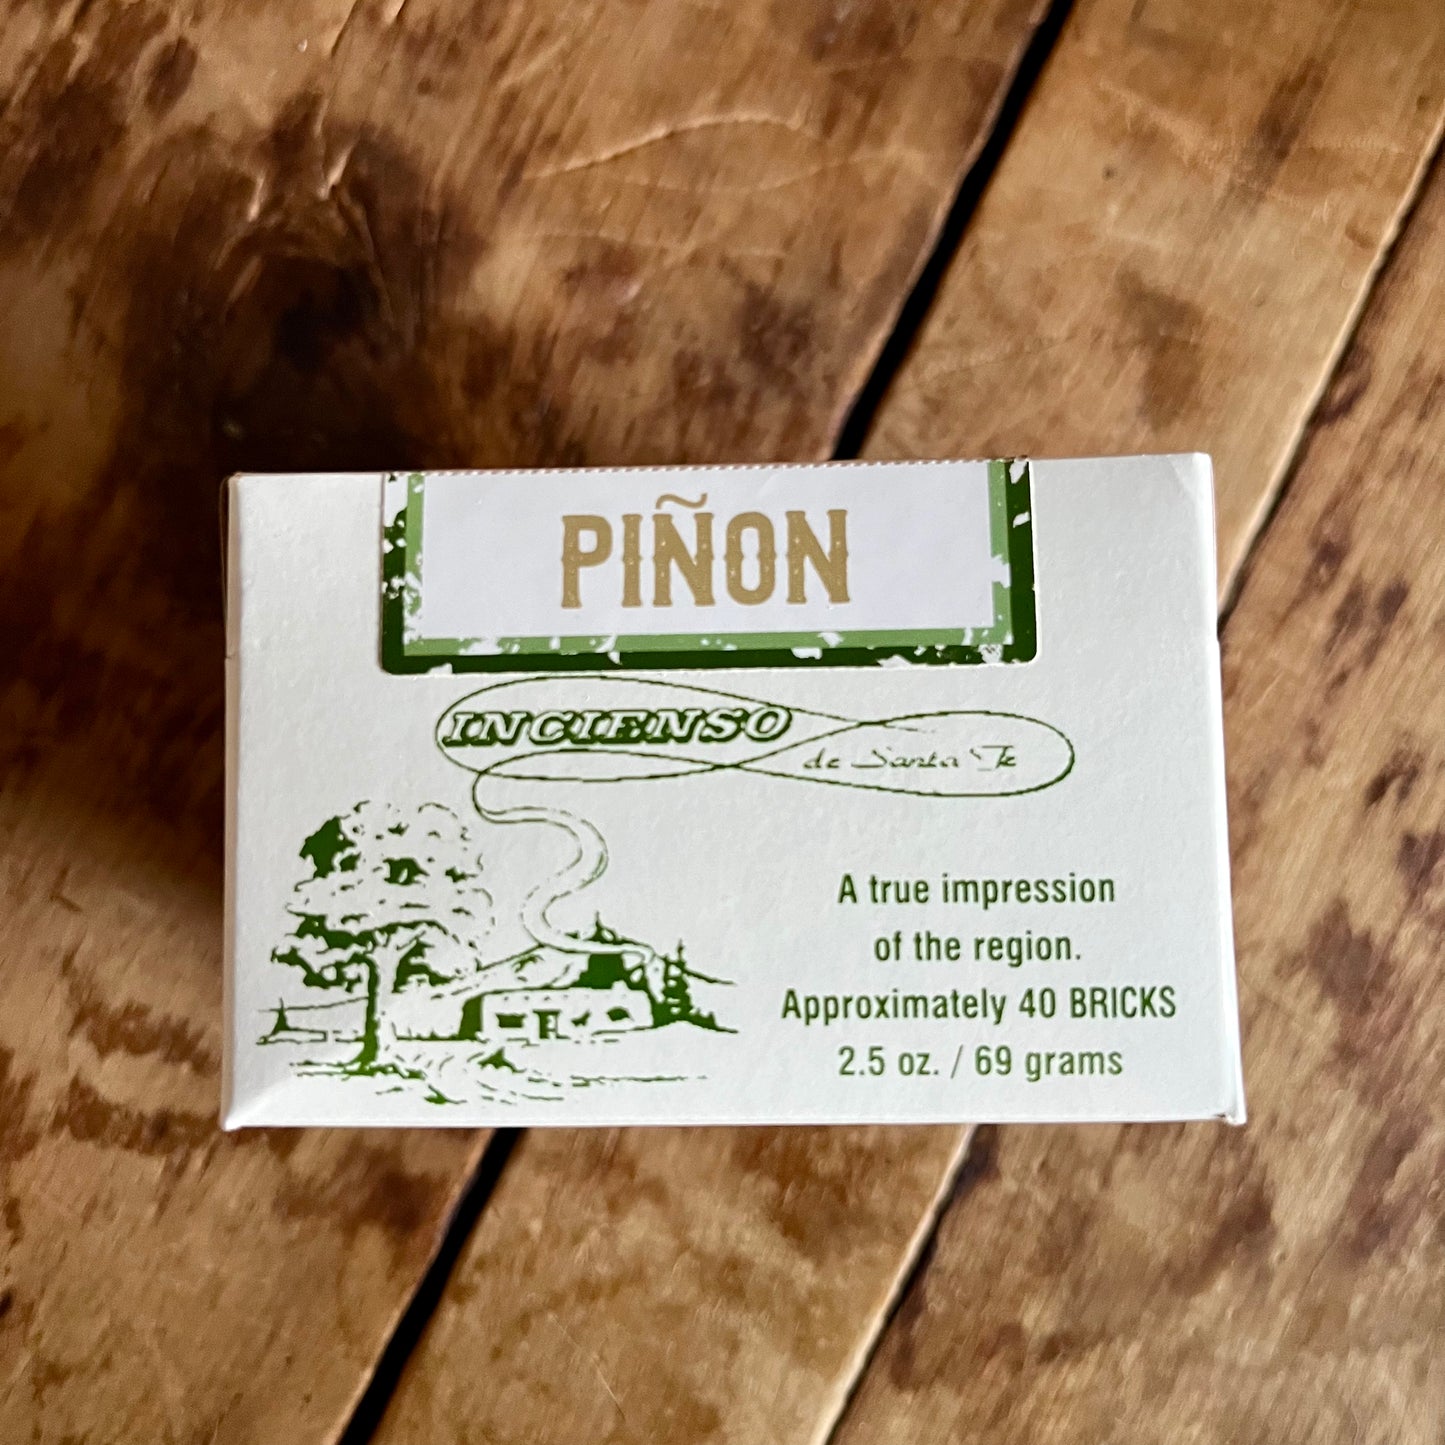 PIÑON
INCIENSO
de Santa Fe
A true impression
of the region.
Approximately 40 BRICKS
2.5 oz. / 69 grams